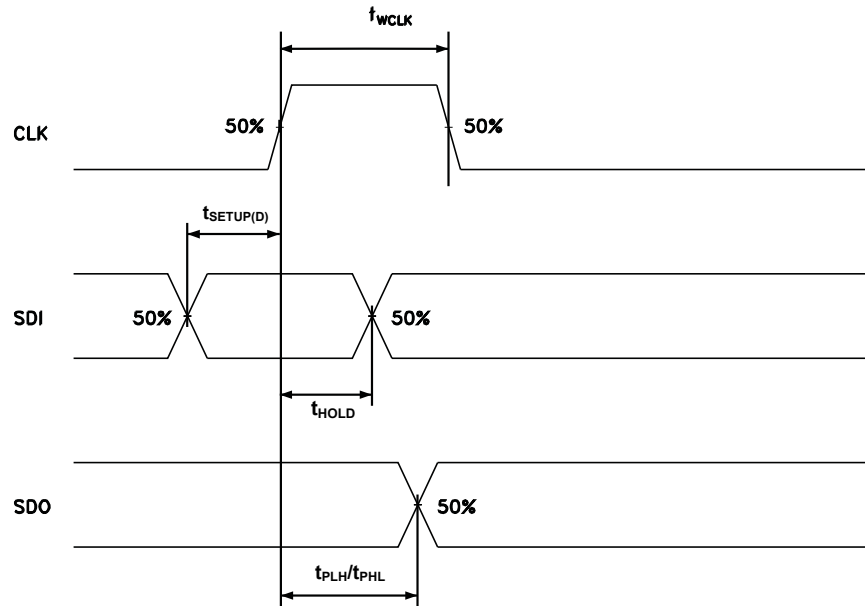 tWCLK
CLK
50%
50%
tSETUP(D)
SDI
50%
50%
tHOLD
SDO
50%
tPLH/tPHL